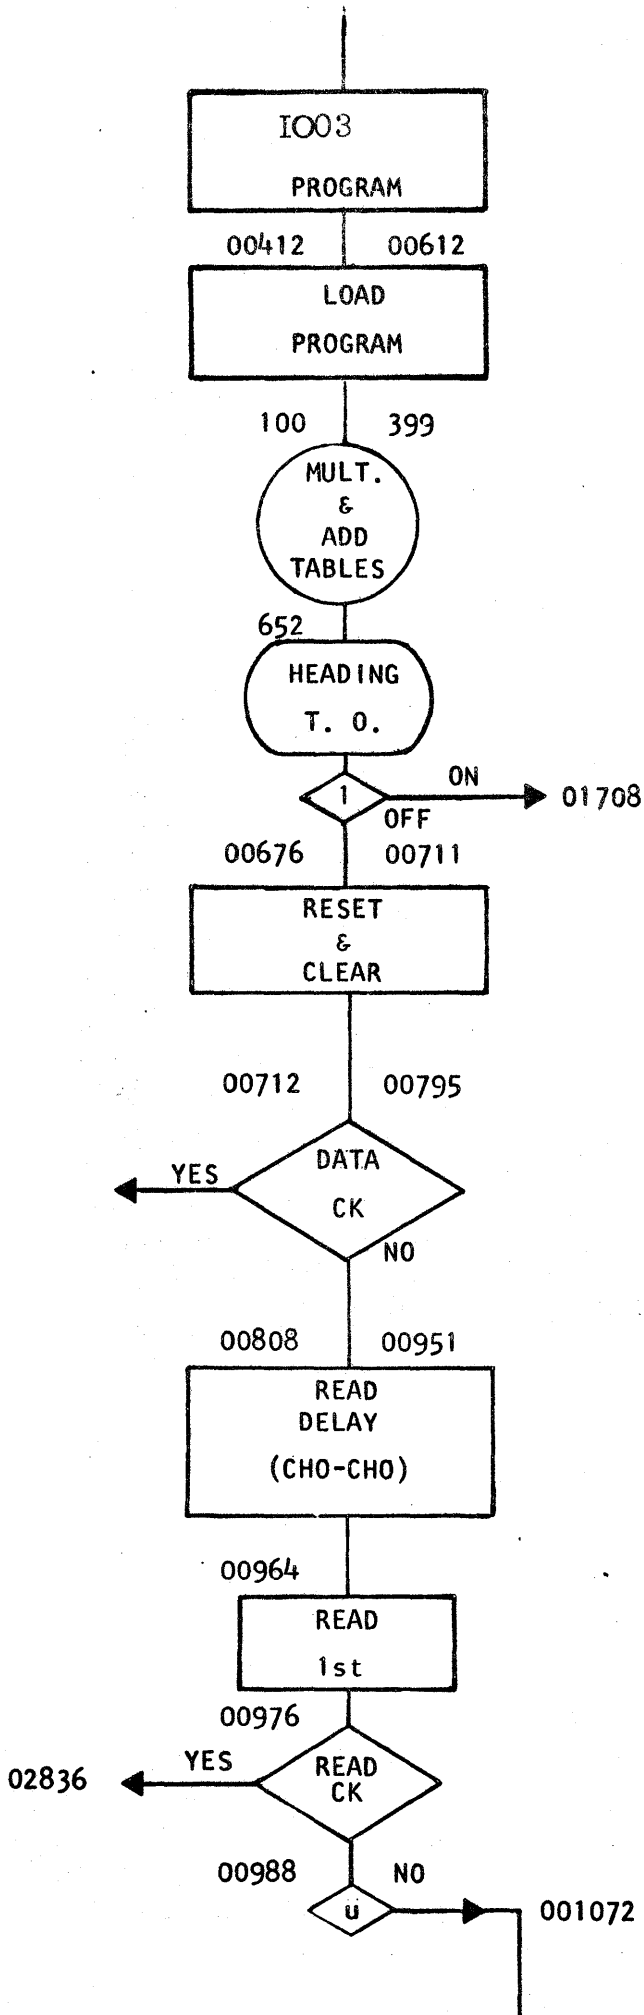 IO03
PROGRAM
00412 00612
LOAD
PROGRAM
100 399
MULT.
&
ADD
TABLES
652
HEADING
T. O.
1
ON
01708
OFF
00676 00711
RESET
&
CLEAR
00712 00795
DATA
YES
CK
NO
00808 00951
READ
DELAY
(CHO-CHO)
00964
READ
1st
00976
YES
READ
02836
CK
00988 NO
u
001072